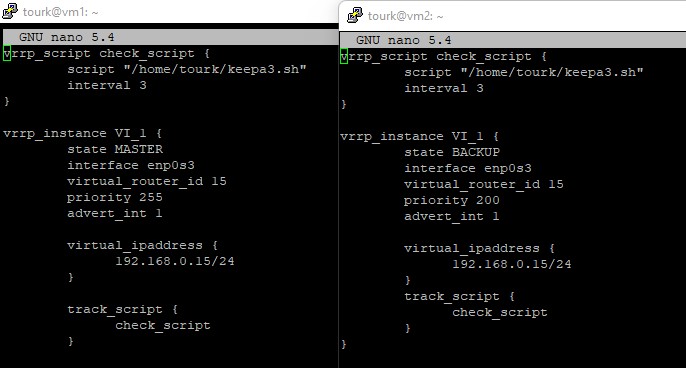 tourk@vm1: ~
GNU nano 5.4
vrrp_script check_script {
script "/home/tourk/keepa3.sh"
interval 3
}
vrrp_instance VI_1 {
state MASTER
interface enp0s3
virtual_router_id 15
priority 255
advert_int 1
virtual_ipaddress {
192.168.0.15/24
}
track_script {
check_script
}
tourk@vm2: ~
GNU nano 5.4
vrrp_script check_script {
script "/home/tourk/keepa3.sh"
interval 3
}
vrrp_instance VI_1 {
state BACKUP
interface enp0s3
virtual_router_id 15
priority 200
advert_int 1
virtual_ipaddress {
192.168.0.15/24
}
track_script {
check_script
}
}